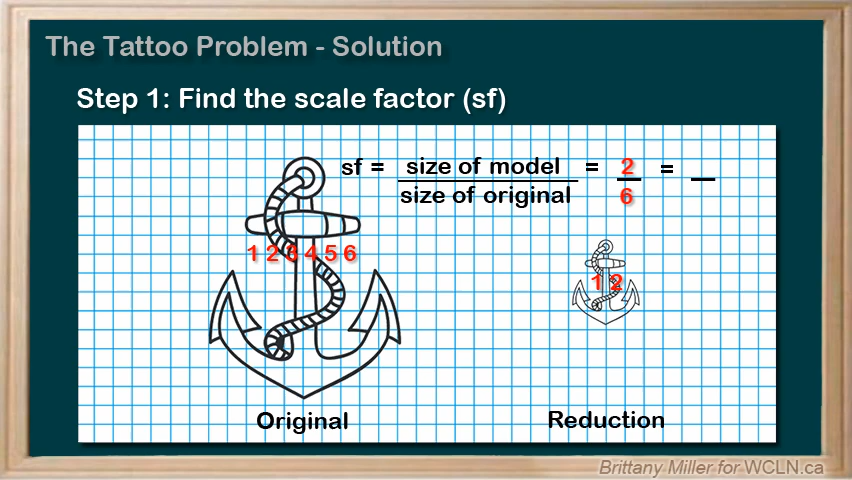 The Tattoo Problem - Solution
Step 1: Find the scale factor (sf)
sf = size of model = 2 = __
size of original 6
1 2 3 4 5 6
1 2
Original
Reduction
Brittany Miller for WCLN.ca